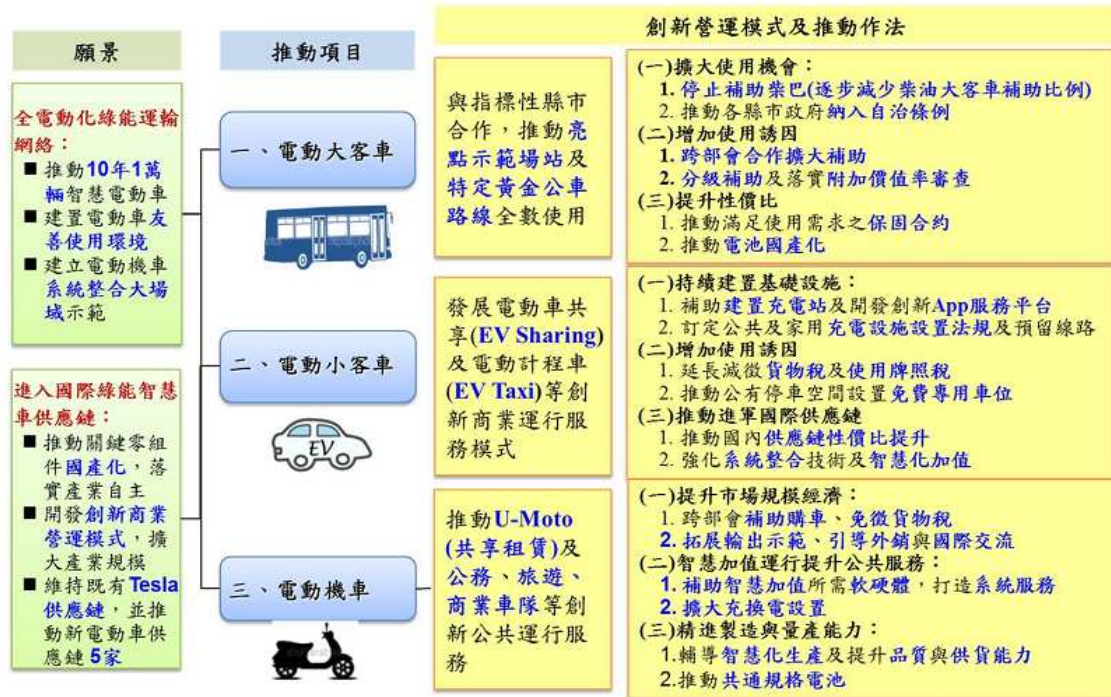 願景
全電動化綠能運輸
網絡：
■ 推動10年1萬
輛智慧電動車
■ 建置電動車友
善使用環境
■ 建立電動機車
系統整合大場
域示範
進入國際綠能智慧
車供應鏈：
■ 推動關鍵零組
件國產化，落
實產業自主
■ 開發創新商業
營運模式，擴
大產業規模
■ 維持既有Tesla
供應鏈，並推
動新電動車供
應鏈5家
推動項目
一、電動大客車
二、電動小客車
EV
三、電動機車
創新營運模式及推動作法
與指標性縣市
合作，推動亮
點示範場站及
特定黃金公車
路線全數使用
(一)擴大使用機會：
1. 停止補助柴巴(逐步減少柴油大客車補助比例)
2. 推動各縣市政府納入自治條例
(二)增加使用誘因
1. 跨部會合作擴大補助
2. 分級補助及落實附加價值率審查
(三)提升性價比
1. 推動滿足使用需求之保固合約
2. 推動電池國產化
發展電動車共
享(EV Sharing)
及電動計程車
(EV Taxi)等創
新商業運行服
務模式
(一)持續建置基礎設施：
1. 補助建置充電站及開發創新App服務平台
2. 訂定公共及家用充電設施設置法規及預留線路
(二)增加使用誘因
1. 延長減徵貨物稅及使用牌照稅
2. 推動公有停車空間設置免費專用車位
(三)推動進軍國際供應鏈
1. 推動國內供應鏈性價比提升
2. 強化系統整合技術及智慧化加值
推動U-Moto
(共享租賃)及
公務、旅遊、
商業車隊等創
新公共運行服
務
(一)提升市場規模經濟：
1. 跨部會補助購車、免徵貨物稅
2. 拓展輸出示範、引導外銷與國際交流
(二)智慧加值運行提升公共服務：
1. 補助智慧加值所需軟硬體，打造系統服務
2. 擴大充換電設置
(三)精進製造與量產能力：
1.輔導智慧化生產及提升品質與供貨能力
2.推動共通規格電池